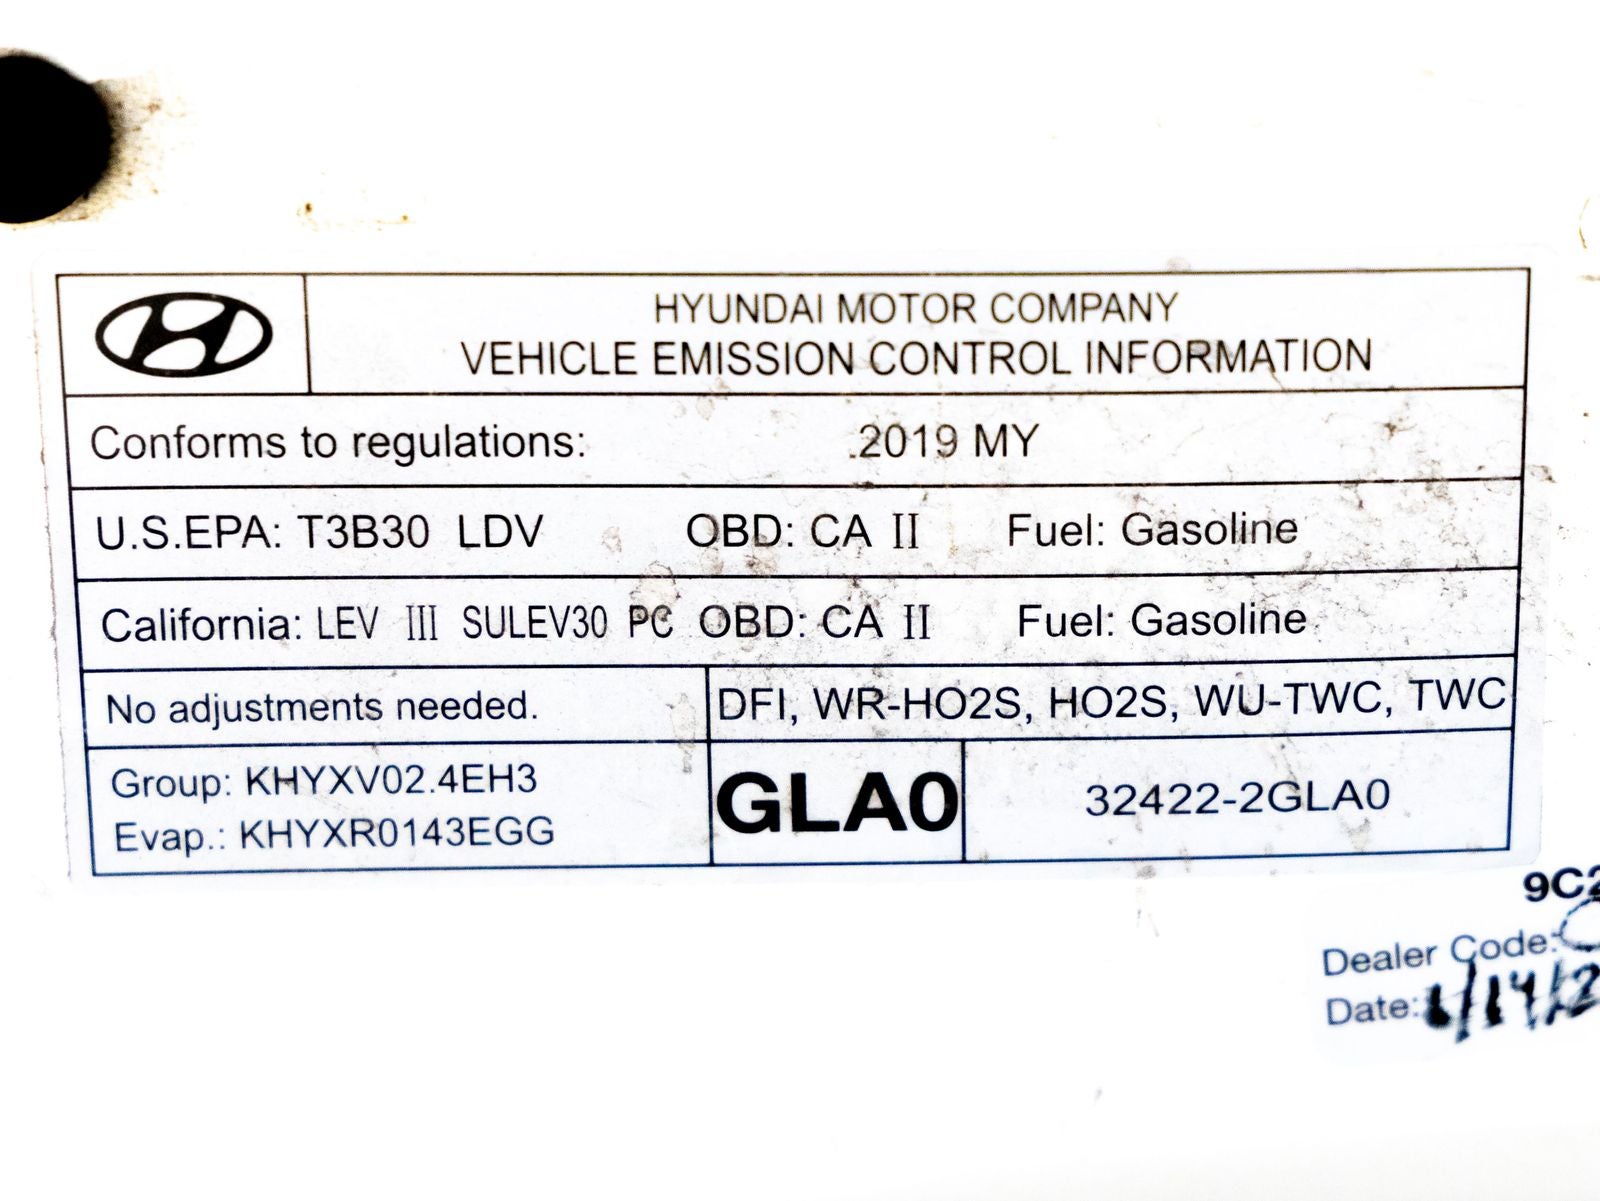 HYUNDAI MOTOR COMPANY
VEHICLE EMISSION CONTROL INFORMATION
Conforms to regulations: 2019 MY
U.S.EPA: T3B30 LDV OBD: CA II Fuel: Gasoline
California: LEV III SULEV30 PC OBD: CA II Fuel: Gasoline
No adjustments needed. DFI, WR-HO2S, HO2S, WU-TWC, TWC
Group: KHYXV02.4EH3
Evap.: KHYXR0143EGG
GLA0 32422-2GLA0
9C2
Dealer Code:
Date: